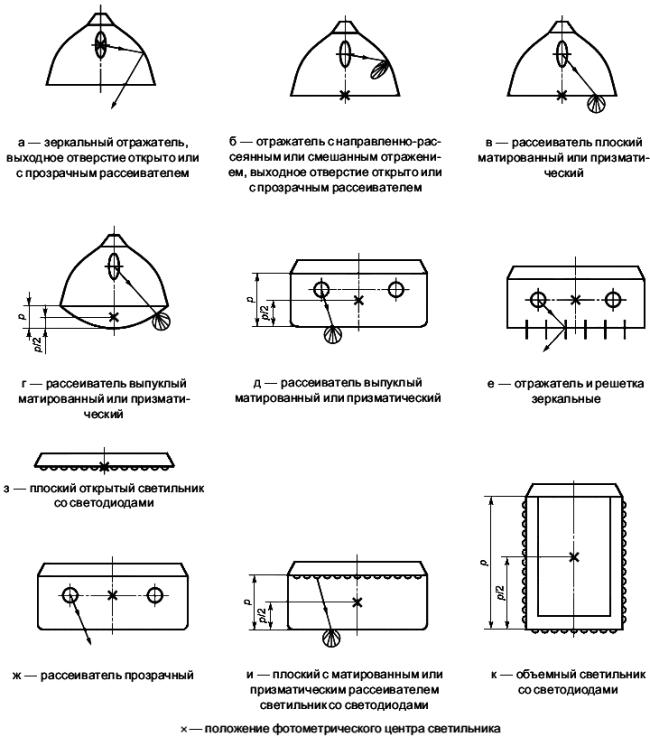 а — зеркальный отражатель,
выходное отверстие открыто или
с прозрачным рассеивателем
б — отражатель с направленно-рас-
сеянным или смешанным отражени-
ем, выходное отверстие открыто или
с прозрачным рассеивателем
в — рассеиватель плоский
матированный или призмати-
ческий
p
p/2
г — рассеиватель выпуклый
матированный или призмати-
ческий
p
p/2
д — рассеиватель выпуклый
матированный или призматический
е — отражатель и решетка
зеркальные
з — плоский открытый светильник
со светодиодами
ж — рассеиватель прозрачный
p
p/2
и — плоский с матированным или
призматическим рассеивателем
светильник со светодиодами
p
p/2
к — объемный светильник
со светодиодами
× — положение фотометрического центра светильника